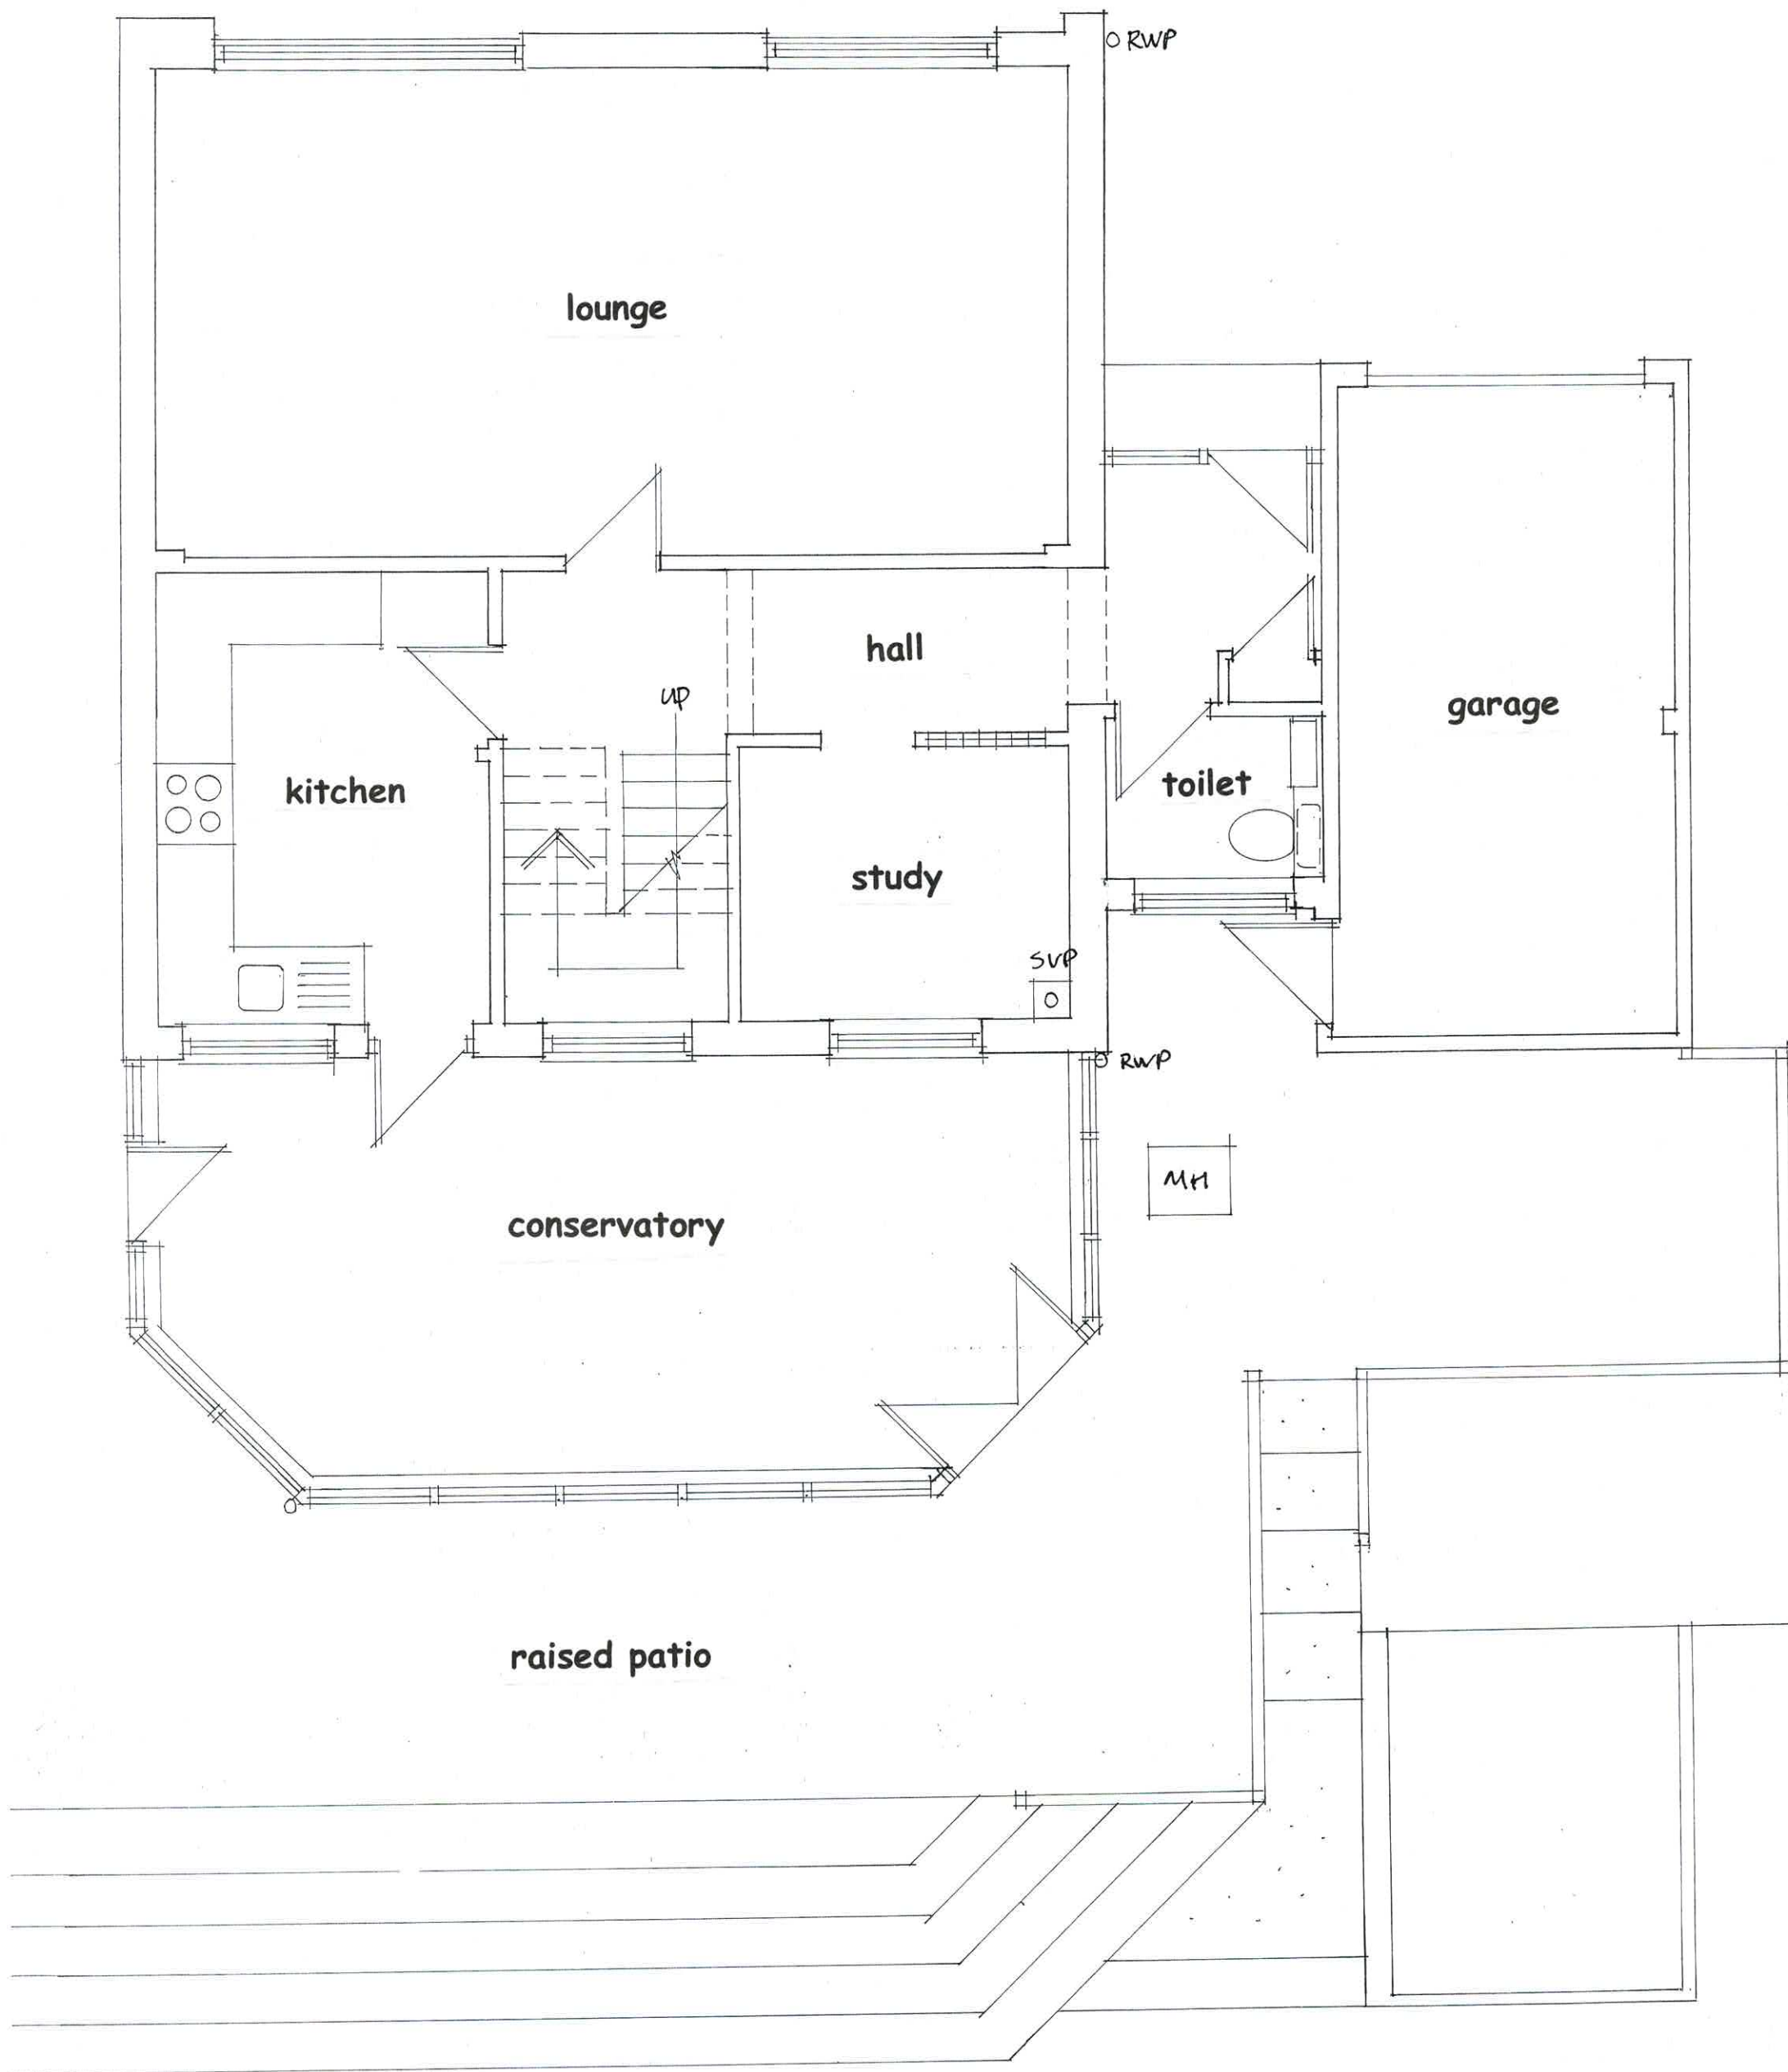 RWP
lounge
hall
UP
garage
kitchen
toilet
study
SVP
RWP
MH
conservatory
raised patio